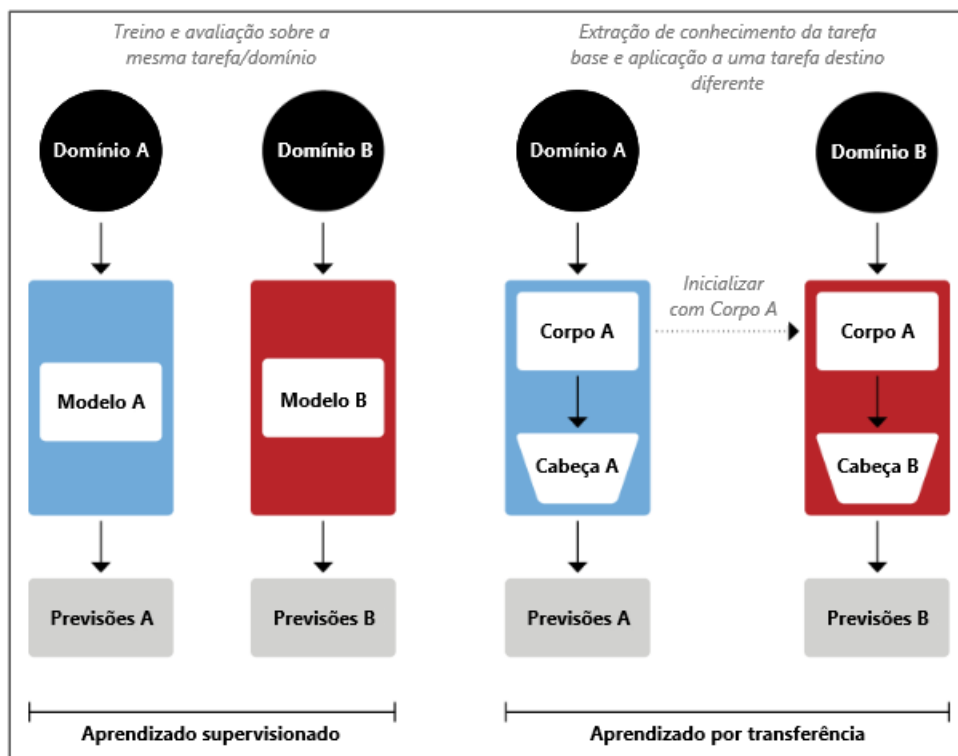 Treino e avaliação sobre a
mesma tarefa/domínio
Extração de conhecimento da tarefa
base e aplicação a uma tarefa destino
diferente
Domínio A
Domínio B
Domínio A
Domínio B
Inicializar
com Corpo A
Modelo A
Modelo B
Corpo A
Corpo A
Cabeça A
Cabeça B
Previsões A
Previsões B
Previsões A
Previsões B
Aprendizado supervisionado
Aprendizado por transferência